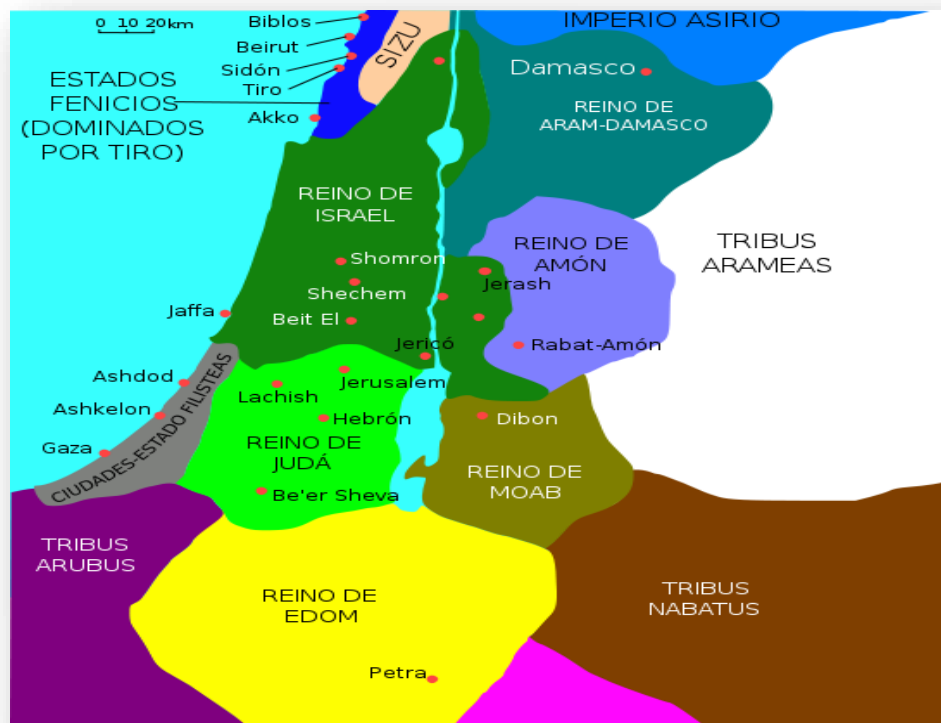 0 10 20km
Biblos
IMPERIO ASIRIO
Beirut
SIZU
Sidón
Damasco
Tiro
ESTADOS
FENICIOS
(DOMINADOS
POR TIRO)
Akko
REINO DE
ARAM-DAMASCO
REINO DE
ISRAEL
REINO DE
AMÓN
TRIBUS
ARAMEAS
Shomron
Jerash
Shechem
Jaffa
Beit El
Jericó
Rabat-Amón
Ashdod
Jerusalem
Lachish
Ashkelon
CIUDADES-ESTADO FILISTEAS
Hebrón
Dibon
Gaza
REINO DE
JUDÁ
REINO DE
MOAB
Be'er Sheva
TRIBUS
ARUBUS
REINO DE
EDOM
TRIBUS
NABATUS
Petra